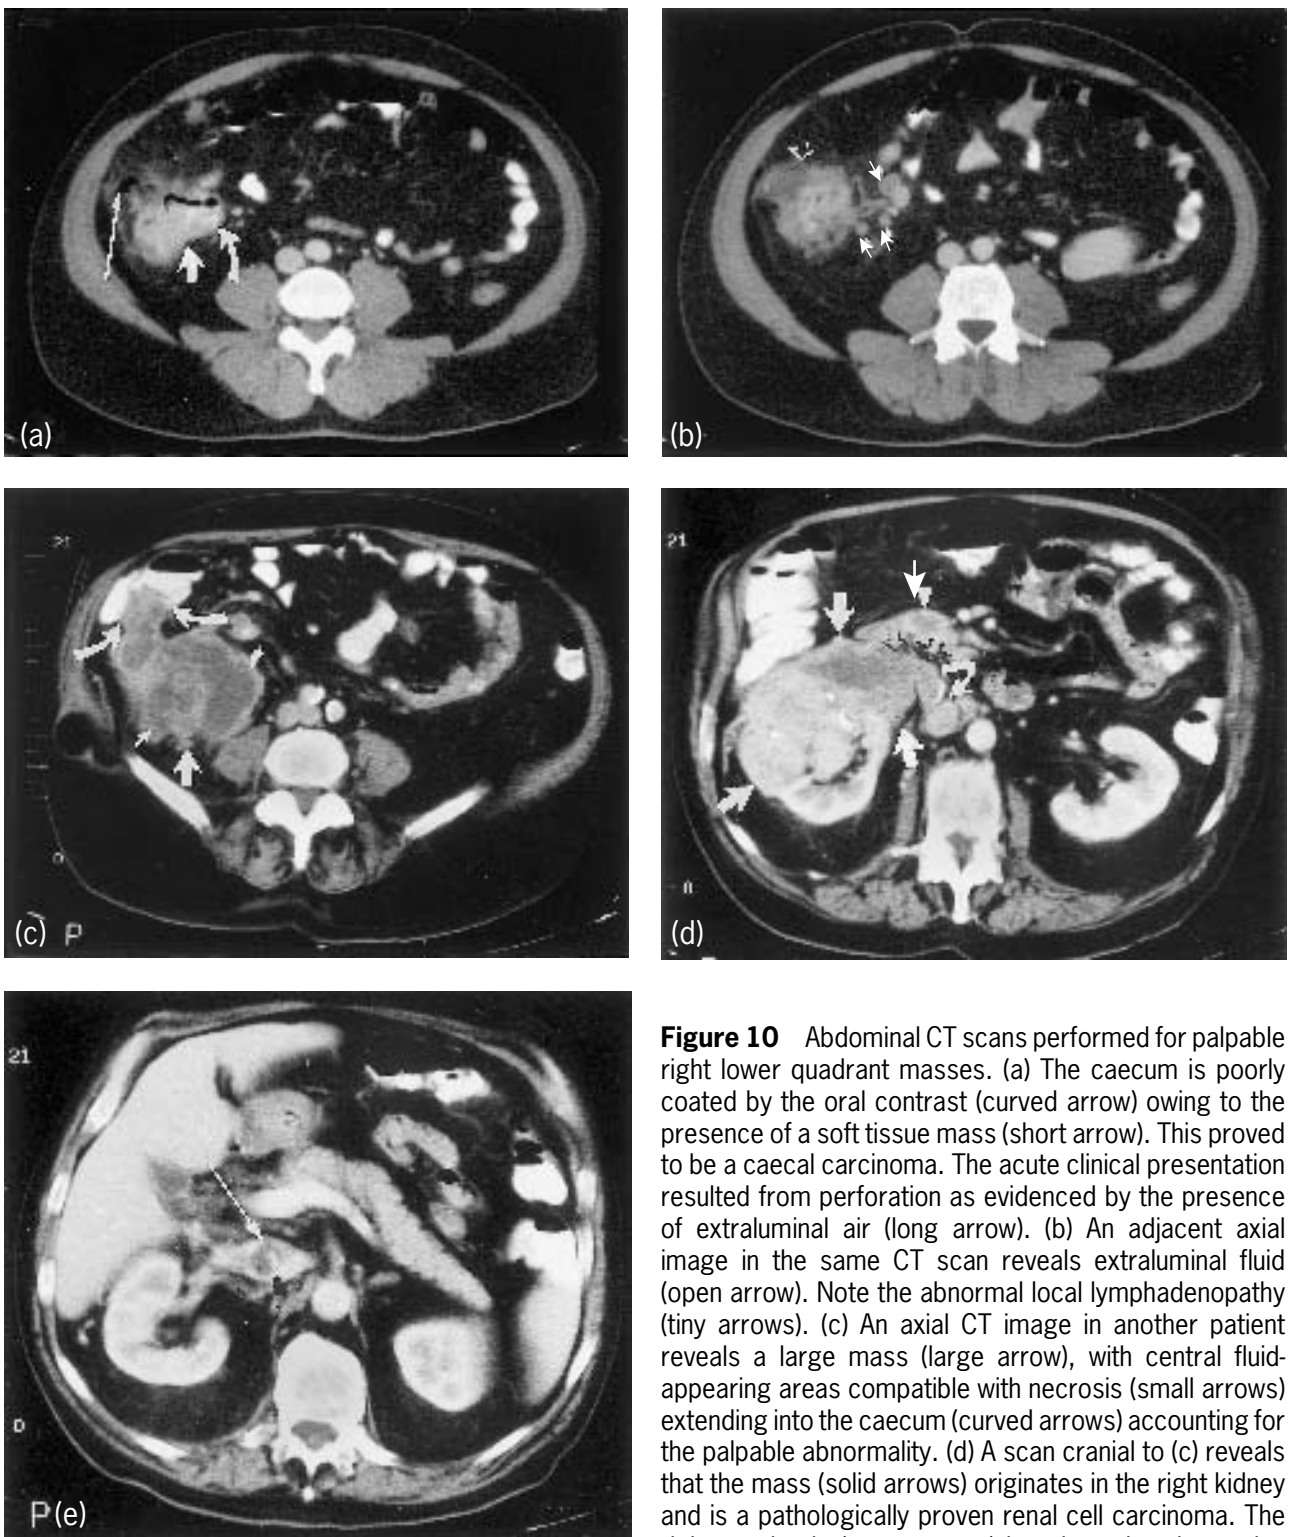 (a)
(b)
21
0
(c) P
21
0
(d)
21
0
P(e)
Figure 10 Abdominal CT scans performed for palpable
right lower quadrant masses. (a) The caecum is poorly
coated by the oral contrast (curved arrow) owing to the
presence of a soft tissue mass (short arrow). This proved
to be a caecal carcinoma. The acute clinical presentation
resulted from perforation as evidenced by the presence
of extraluminal air (long arrow). (b) An adjacent axial
image in the same CT scan reveals extraluminal fluid
(open arrow). Note the abnormal local lymphadenopathy
(tiny arrows). (c) An axial CT image in another patient
reveals a large mass (large arrow), with central fluid-
appearing areas compatible with necrosis (small arrows)
extending into the caecum (curved arrows) accounting for
the palpable abnormality. (d) A scan cranial to (c) reveals
that the mass (solid arrows) originates in the right kidney
and is a pathologically proven renal cell carcinoma. The